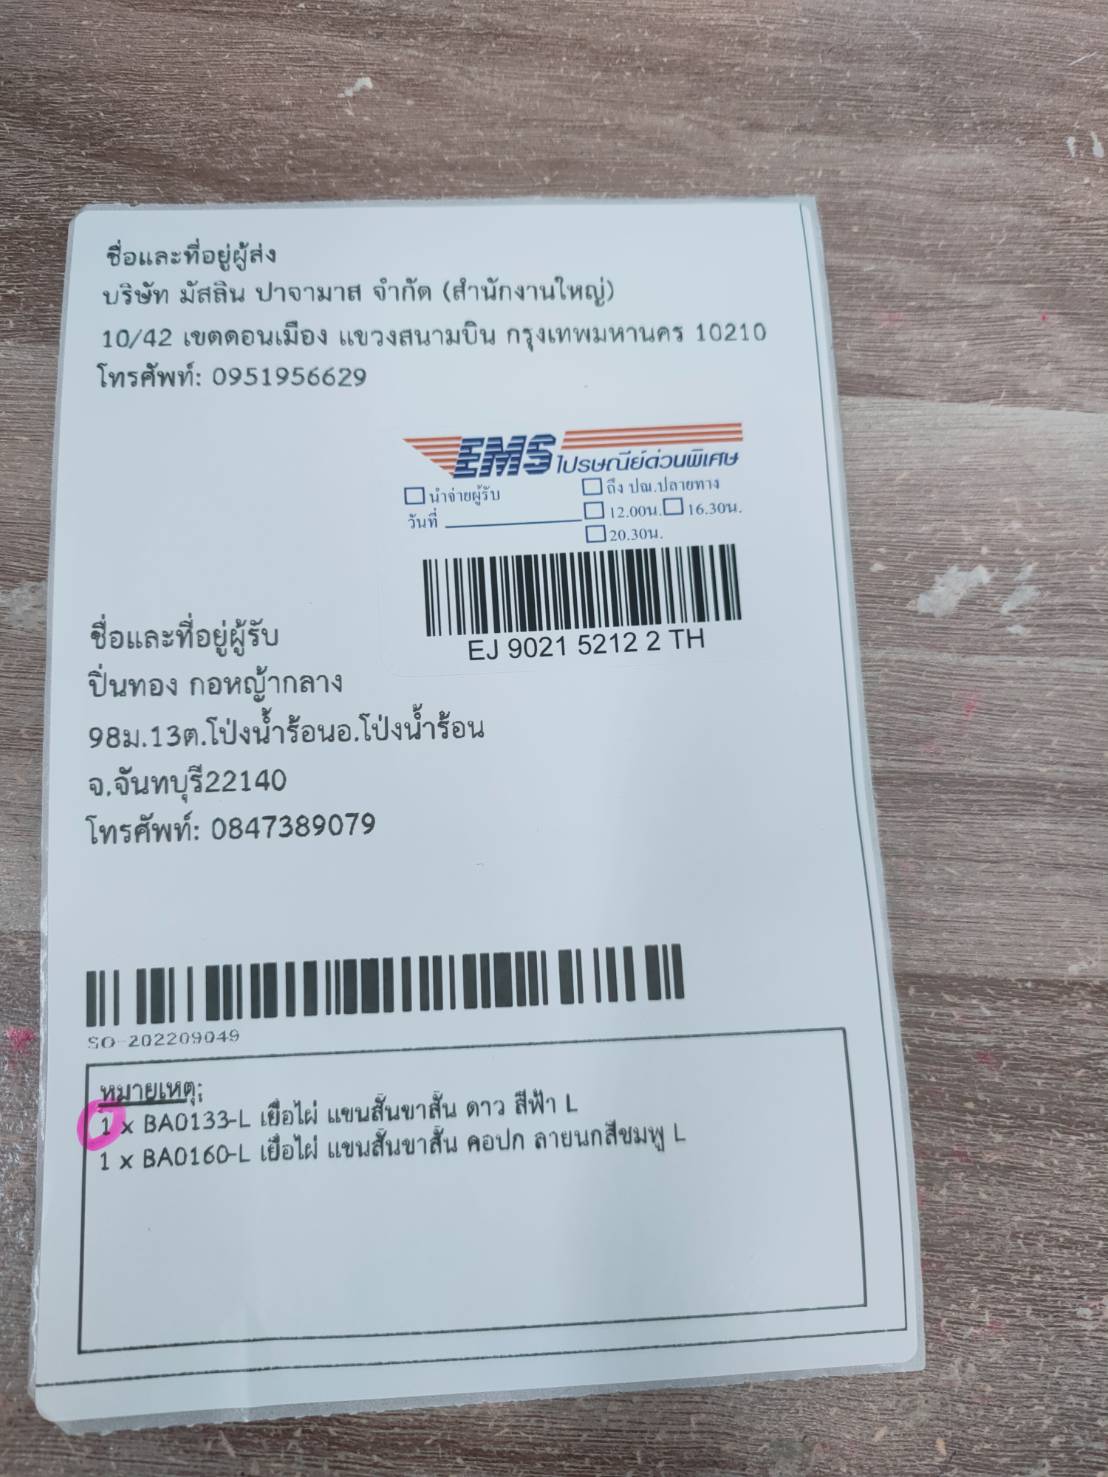 ชื่อและที่อยู่ผู้ส่ง
บริษัท มัสลิน ปาจามาส จำกัด (สำนักงานใหญ่)
10/42 เขตดอนเมือง แขวงสนามบิน กรุงเทพมหานคร 10210
โทรศัพท์: 0951956629
EMS ไปรษณีย์ด่วนพิเศษ
นำจ่ายผู้รับ ถึง ปณ.ปลายทาง
วันที่ 12.00น. 16.30น.
20.30น.
EJ 9021 5212 2 TH
ชื่อและที่อยู่ผู้รับ
ปิ่นทอง กอหญ้ากลาง
98ม.13ต.โป่งน้ำร้อนอ.โป่งน้ำร้อน
จ.จันทบุรี22140
โทรศัพท์: 0847389079
SO-202209049
หมายเหตุ:
1 x BA0133-L เยื่อไผ่ แขนสั้นขาสั้น ดาว สีฟ้า L
1 x BA0160-L เยื่อไผ่ แขนสั้นขาสั้น คอปก ลายนกสีชมพู L